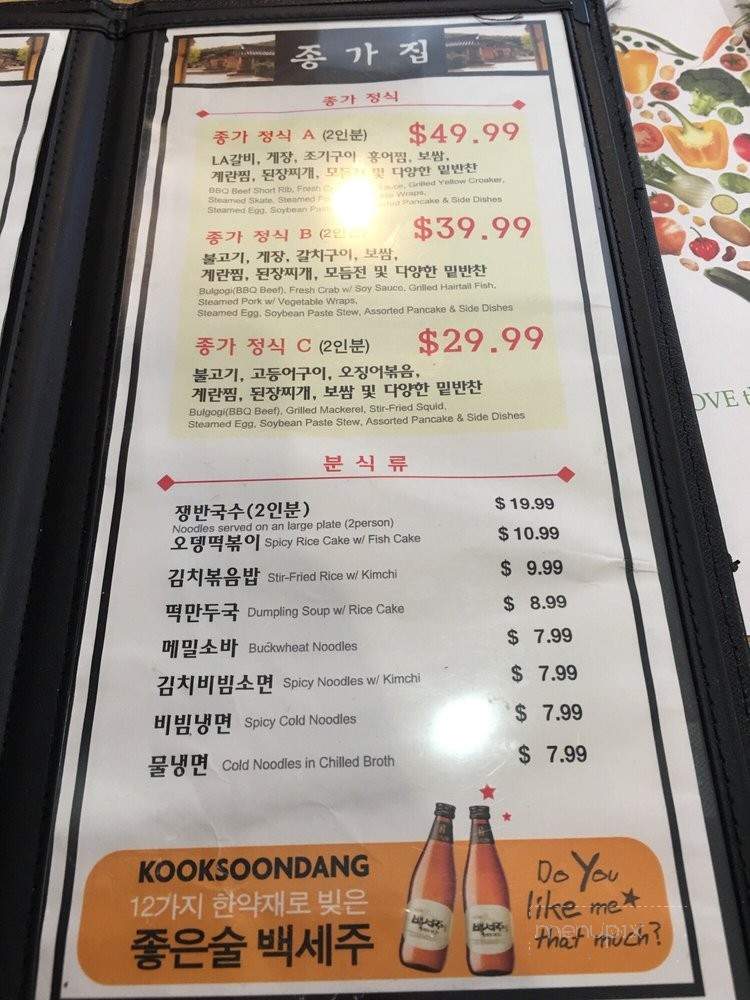 종가집
종가 정식
종가 정식 A (2인분) $49.99
LA갈비, 게장, 조기구이, 홍어찜, 보쌈,
계란찜, 된장찌개, 및 다양한 밑반찬
BBQ Beef Short Rib, Fresh Sauce, Grilled Yellow Croaker,
Steamed Skate, Steamed Wraps,
Steamed Egg, Soybean Pancake & Side Dishes
종가 정식 B $39.99
불고기, 게장, 갈치구이, 보쌈,
계란찜, 된장찌개, 모듬전 및 다양한 밑반찬
Bulgogi(BBQ Beef), Fresh Crab w/ Soy Sauce, Grilled Hairtail Fish,
Steamed Pork w/ Vegetable Wraps,
Steamed Egg, Soybean Paste Stew, Assorted Pancake & Side Dishes
종가 정식 C (2인분) $29.99
불고기, 고등어구이, 오징어볶음,
계란찜, 된장찌개, 보쌈 및 다양한 밑반찬
Bulgogi(BBQ Beef), Grilled Mackerel, Stir-Fried Squid,
Steamed Egg, Soybean Paste Stew, Assorted Pancake & Side Dishes
분식류
쟁반국수(2인분) $19.99
Noodles served on an large plate (2person)
오뎅떡볶이 Spicy Rice Cake w/ Fish Cake $10.99
김치볶음밥 Stir-Fried Rice w/ Kimchi $ 9.99
떡만두국 Dumpling Soup w/ Rice Cake $ 8.99
메밀소바 Buckwheat Noodles $ 7.99
김치비빔소면 Spicy Noodles w/ Kimchi $ 7.99
비빔냉면 Spicy Cold Noodles $ 7.99
물냉면 Cold Noodles in Chilled Broth $ 7.99
KOOKSOONDANG
12가지 한약재로 빚은
좋은술 백세주
백세주
백세주
Do You
like me
that much?
menupix